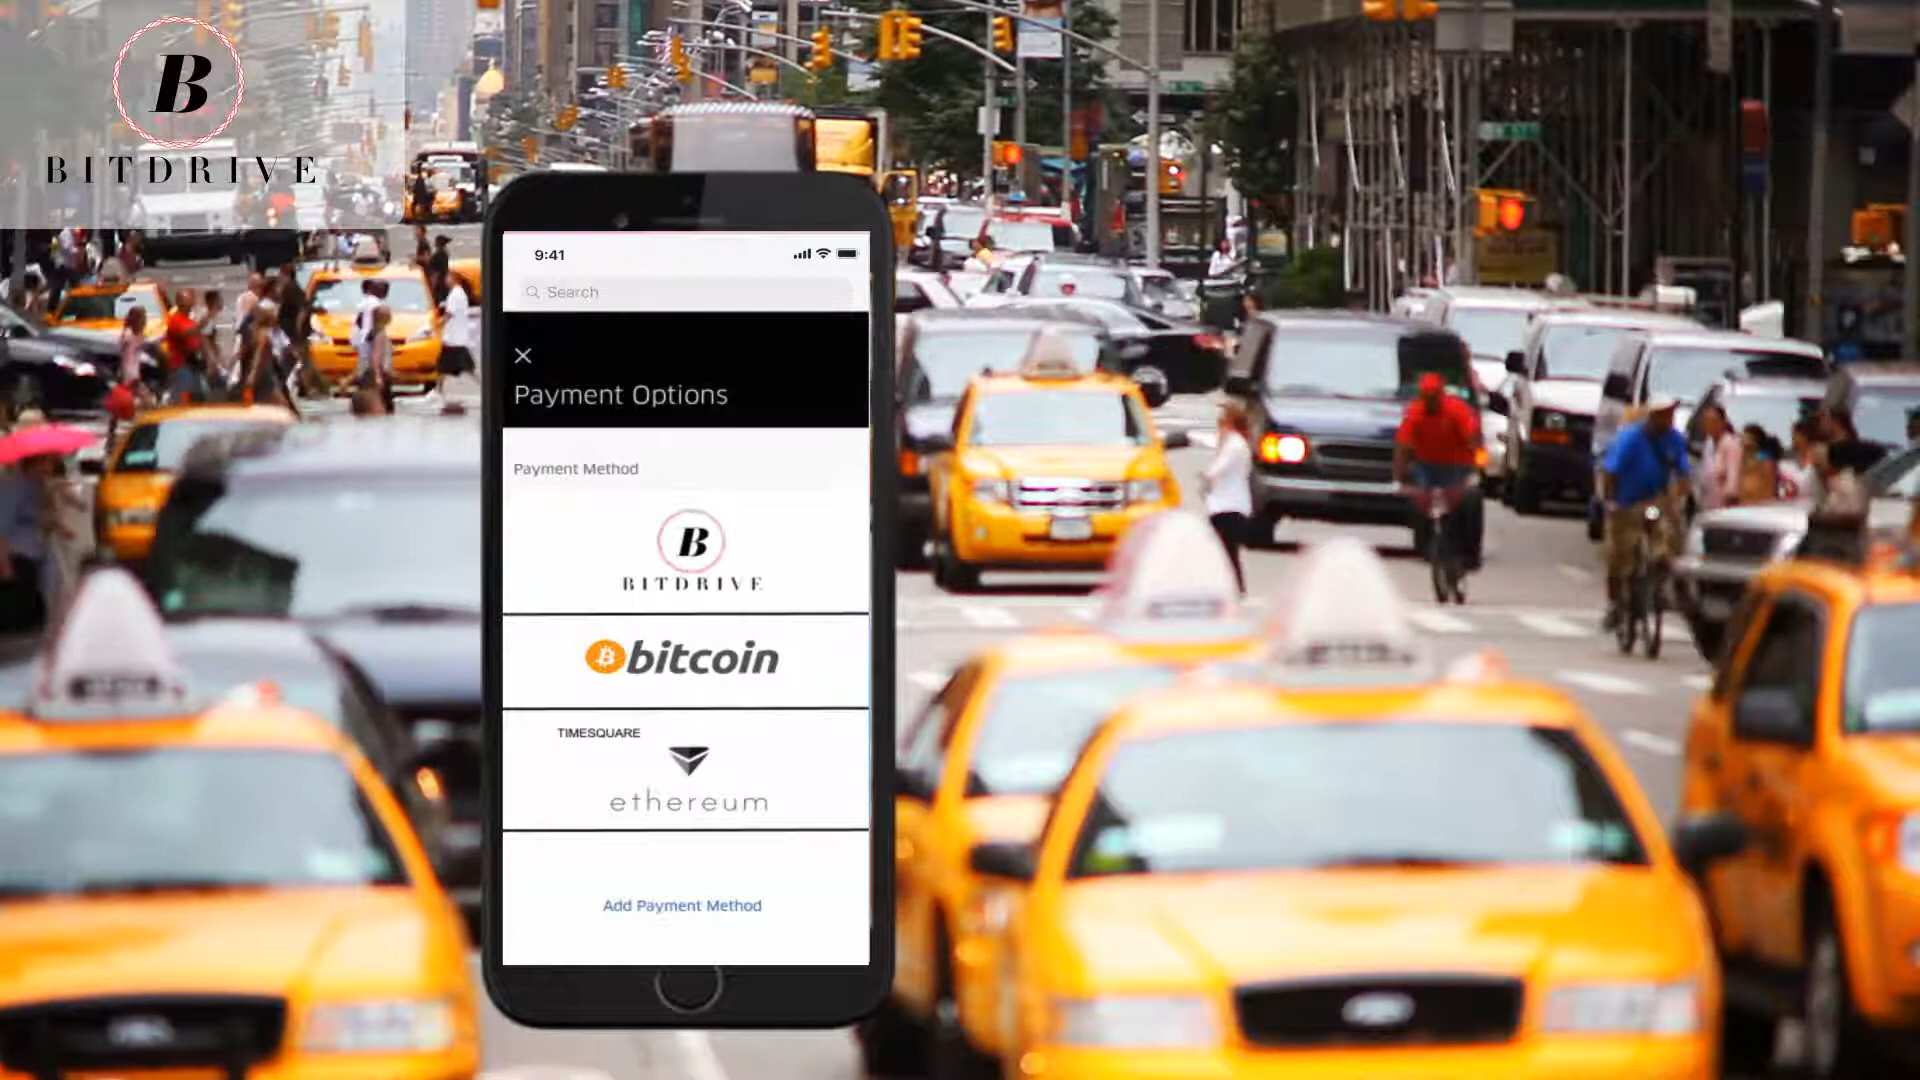 B
BITDRIVE
9:41
Search
Payment Options
Payment Method
B
BITDRIVE
bitcoin
TIMESQUARE
ethereum
Add Payment Method